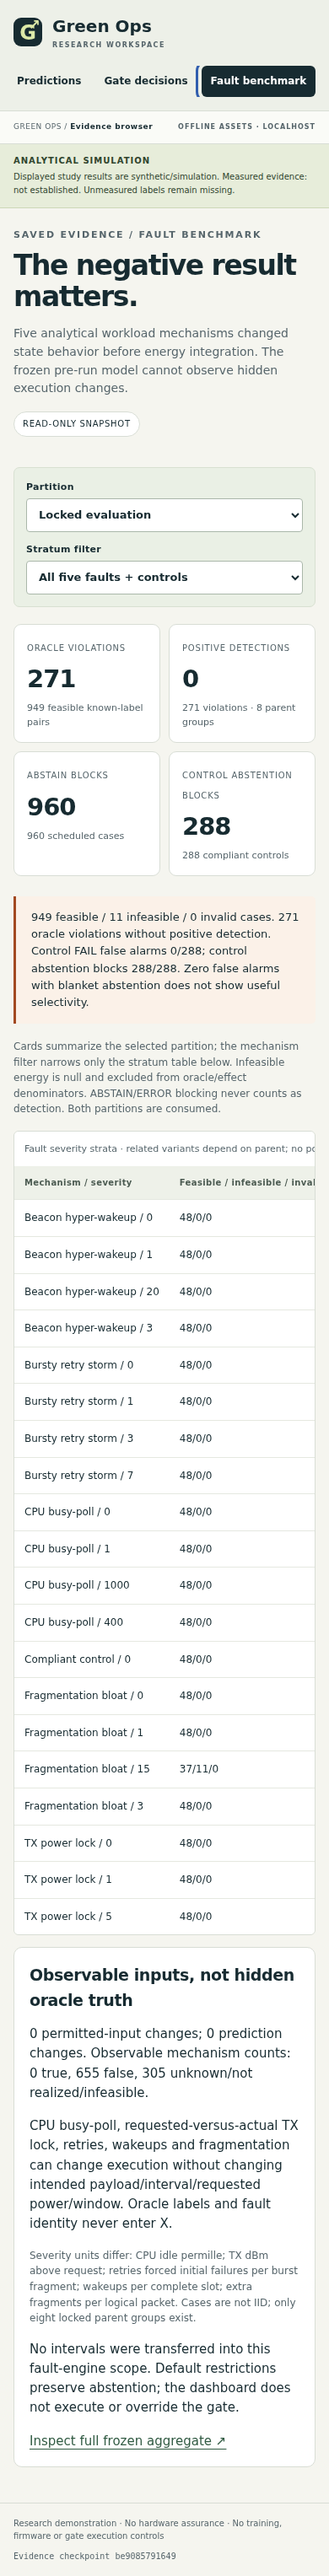 G
Green Ops
RESEARCH WORKSPACE
Predictions Gate decisions Fault benchmark
GREEN OPS / Evidence browser OFFLINE ASSETS · LOCALHOST
ANALYTICAL SIMULATION
Displayed study results are synthetic/simulation. Measured evidence:
not established. Unmeasured labels remain missing.
SAVED EVIDENCE / FAULT BENCHMARK
The negative result
matters.
Five analytical workload mechanisms changed
state behavior before energy integration. The
frozen pre-run model cannot observe hidden
execution changes.
READ-ONLY SNAPSHOT
Partition
Locked evaluation
Stratum filter
All five faults + controls
ORACLE VIOLATIONS
271
949 feasible known-label
pairs
POSITIVE DETECTIONS
0
271 violations · 8 parent
groups
ABSTAIN BLOCKS
960
960 scheduled cases
CONTROL ABSTENTION
BLOCKS
288
288 compliant controls
949 feasible / 11 infeasible / 0 invalid cases. 271
oracle violations without positive detection.
Control FAIL false alarms 0/288; control
abstention blocks 288/288. Zero false alarms
with blanket abstention does not show useful
selectivity.
Cards summarize the selected partition; the mechanism
filter narrows only the stratum table below. Infeasible
energy is null and excluded from oracle/effect
denominators. ABSTAIN/ERROR blocking never counts as
detection. Both partitions are consumed.
Fault severity strata · related variants depend on parent; no po
Mechanism / severity Feasible / infeasible / inval
Beacon hyper-wakeup / 0 48/0/0
Beacon hyper-wakeup / 1 48/0/0
Beacon hyper-wakeup / 20 48/0/0
Beacon hyper-wakeup / 3 48/0/0
Bursty retry storm / 0 48/0/0
Bursty retry storm / 1 48/0/0
Bursty retry storm / 3 48/0/0
Bursty retry storm / 7 48/0/0
CPU busy-poll / 0 48/0/0
CPU busy-poll / 1 48/0/0
CPU busy-poll / 1000 48/0/0
CPU busy-poll / 400 48/0/0
Compliant control / 0 48/0/0
Fragmentation bloat / 0 48/0/0
Fragmentation bloat / 1 48/0/0
Fragmentation bloat / 15 37/11/0
Fragmentation bloat / 3 48/0/0
TX power lock / 0 48/0/0
TX power lock / 1 48/0/0
TX power lock / 5 48/0/0
Observable inputs, not hidden
oracle truth
0 permitted-input changes; 0 prediction
changes. Observable mechanism counts:
0 true, 655 false, 305 unknown/not
realized/infeasible.
CPU busy-poll, requested-versus-actual TX
lock, retries, wakeups and fragmentation
can change execution without changing
intended payload/interval/requested
power/window. Oracle labels and fault
identity never enter X.
Severity units differ: CPU idle permille; TX dBm
above request; retries forced initial failures per burst
fragment; wakeups per complete slot; extra
fragments per logical packet. Cases are not IID; only
eight locked parent groups exist.
No intervals were transferred into this
fault-engine scope. Default restrictions
preserve abstention; the dashboard does
not execute or override the gate.
Inspect full frozen aggregate ↗
Research demonstration · No hardware assurance · No training,
firmware or gate execution controls
Evidence checkpoint be9085791649